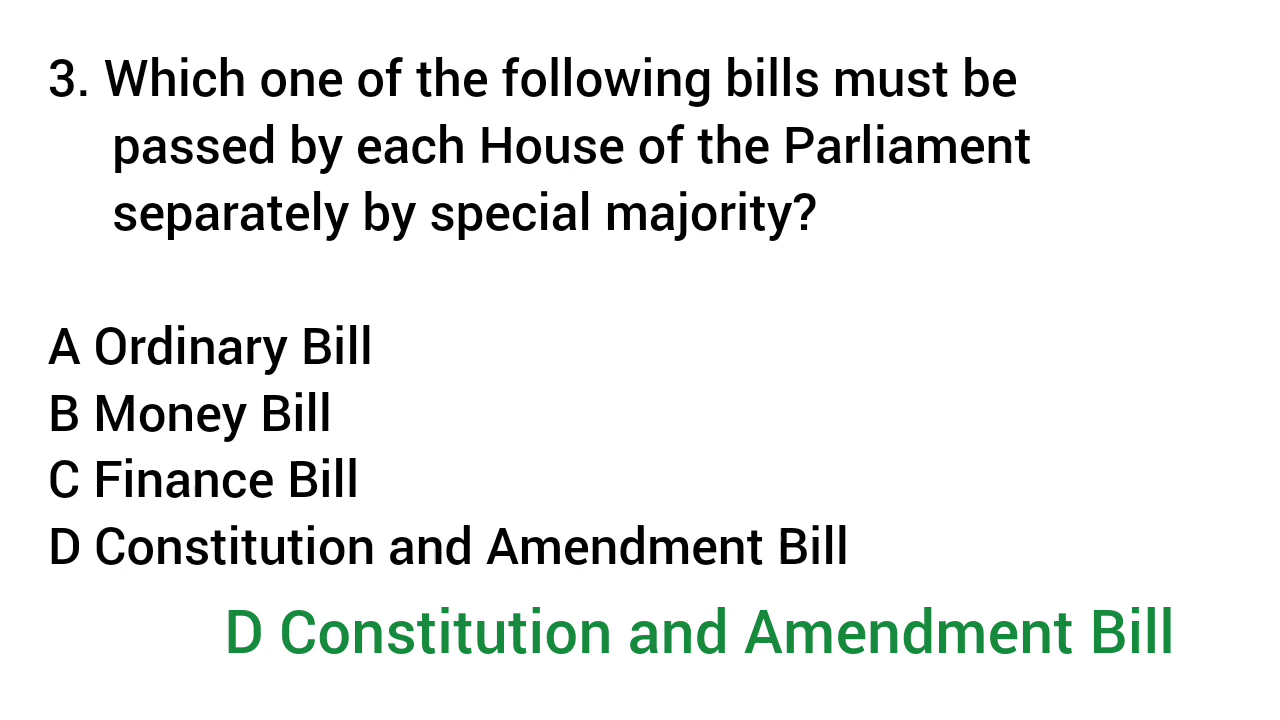 3. Which one of the following bills must be
passed by each House of the Parliament
separately by special majority?
A Ordinary Bill
B Money Bill
C Finance Bill
D Constitution and Amendment Bill
D Constitution and Amendment Bill